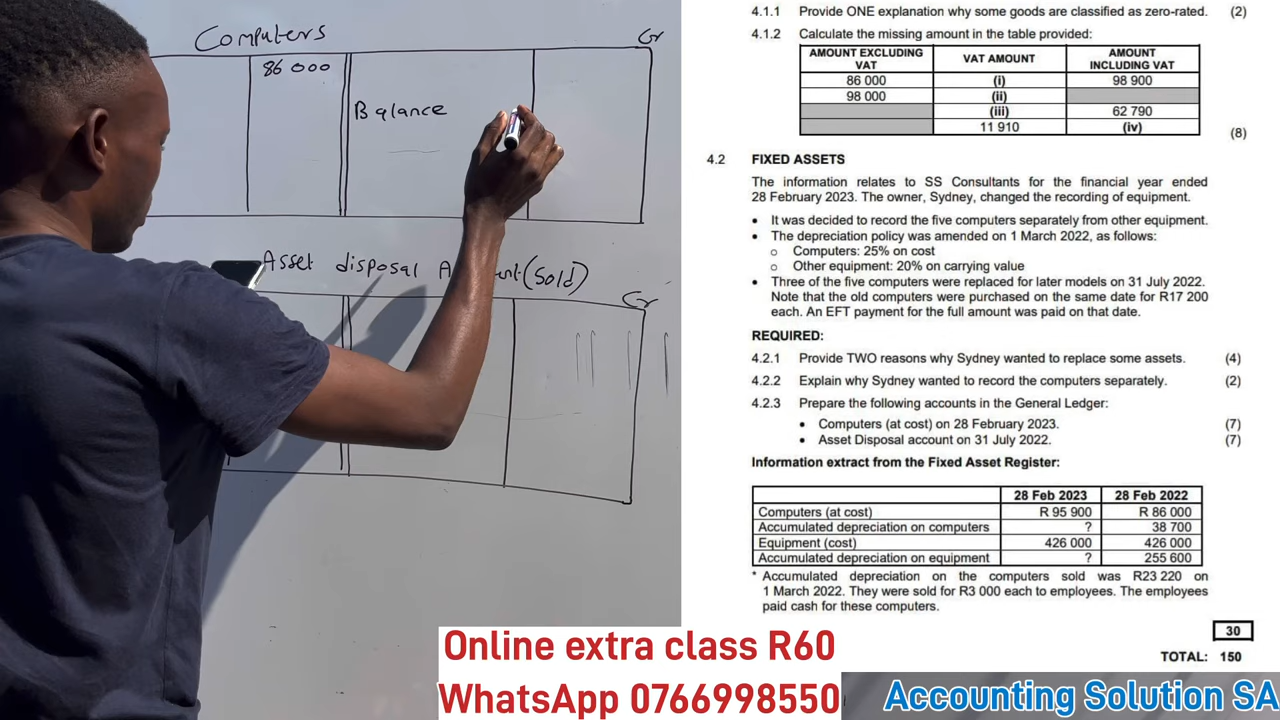 Computers
Cr
86 000
Balance
Asset disposal A unt (Sold)
Cr
4.1.1 Provide ONE explanation why some goods are classified as zero-rated. (2)
4.1.2 Calculate the missing amount in the table provided:
AMOUNT EXCLUDING VAT VAT AMOUNT AMOUNT INCLUDING VAT
86 000 (i) 98 900
98 000 (ii)
(iii) 62 790
11 910 (iv)
(8)
4.2 FIXED ASSETS
The information relates to SS Consultants for the financial year ended
28 February 2023. The owner, Sydney, changed the recording of equipment.
• It was decided to record the five computers separately from other equipment.
• The depreciation policy was amended on 1 March 2022, as follows:
o Computers: 25% on cost
o Other equipment: 20% on carrying value
• Three of the five computers were replaced for later models on 31 July 2022.
Note that the old computers were purchased on the same date for R17 200
each. An EFT payment for the full amount was paid on that date.
REQUIRED:
4.2.1 Provide TWO reasons why Sydney wanted to replace some assets. (4)
4.2.2 Explain why Sydney wanted to record the computers separately. (2)
4.2.3 Prepare the following accounts in the General Ledger:
• Computers (at cost) on 28 February 2023. (7)
• Asset Disposal account on 31 July 2022. (7)
Information extract from the Fixed Asset Register:
28 Feb 2023 28 Feb 2022
Computers (at cost) R 95 900 R 86 000
Accumulated depreciation on computers ? 38 700
Equipment (cost) 426 000 426 000
Accumulated depreciation on equipment ? 255 600
* Accumulated depreciation on the computers sold was R23 220 on
1 March 2022. They were sold for R3 000 each to employees. The employees
paid cash for these computers.
30
TOTAL: 150
Online extra class R60
WhatsApp 0766998550
Accounting Solution SA